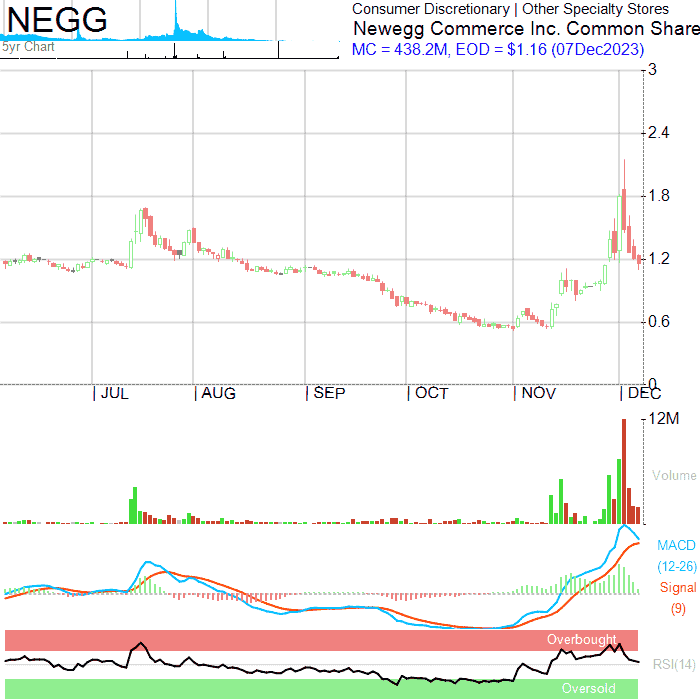 NEGG
5yr Chart
Consumer Discretionary | Other Specialty Stores
Newegg Commerce Inc. Common Share
MC = 438.2M, EOD = $1.16 (07Dec2023)
3
2.4
1.8
1.2
0.6
0
JUL AUG SEP OCT NOV DEC
12M
Volume
MACD
(12-26)
Signal
(9)
Overbought
RSI(14)
Oversold